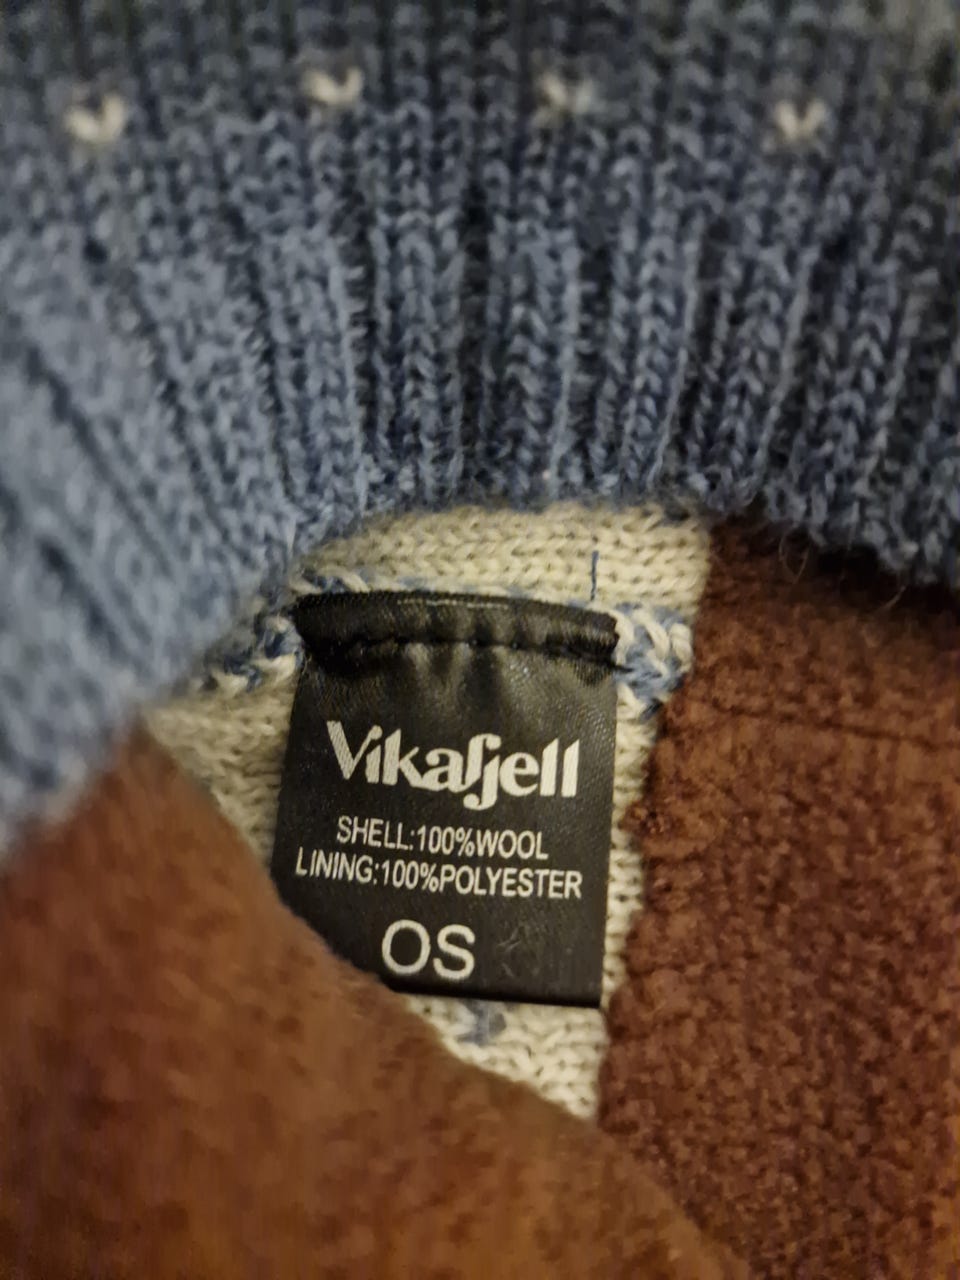 Vikafjell
SHELL:100%WOOL
LINING:100%POLYESTER
OS